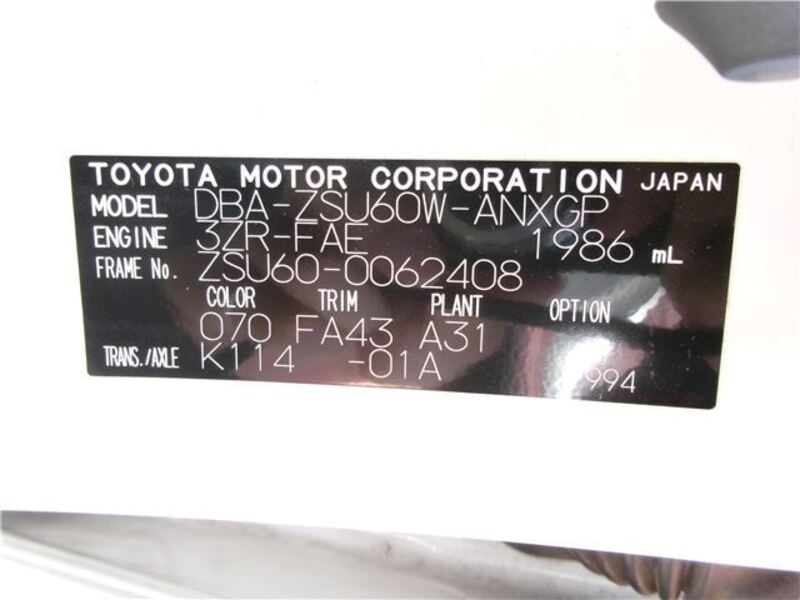 TOYOTA MOTOR CORPORATION JAPAN
MODEL DBA-ZSU60W-ANXGP
ENGINE 3ZR-FAE 1986 mL
FRAME No. ZSU60-0062408
COLOR TRIM PLANT OPTION
070 FA43 A31
TRANS./AXLE K114 -01A 994